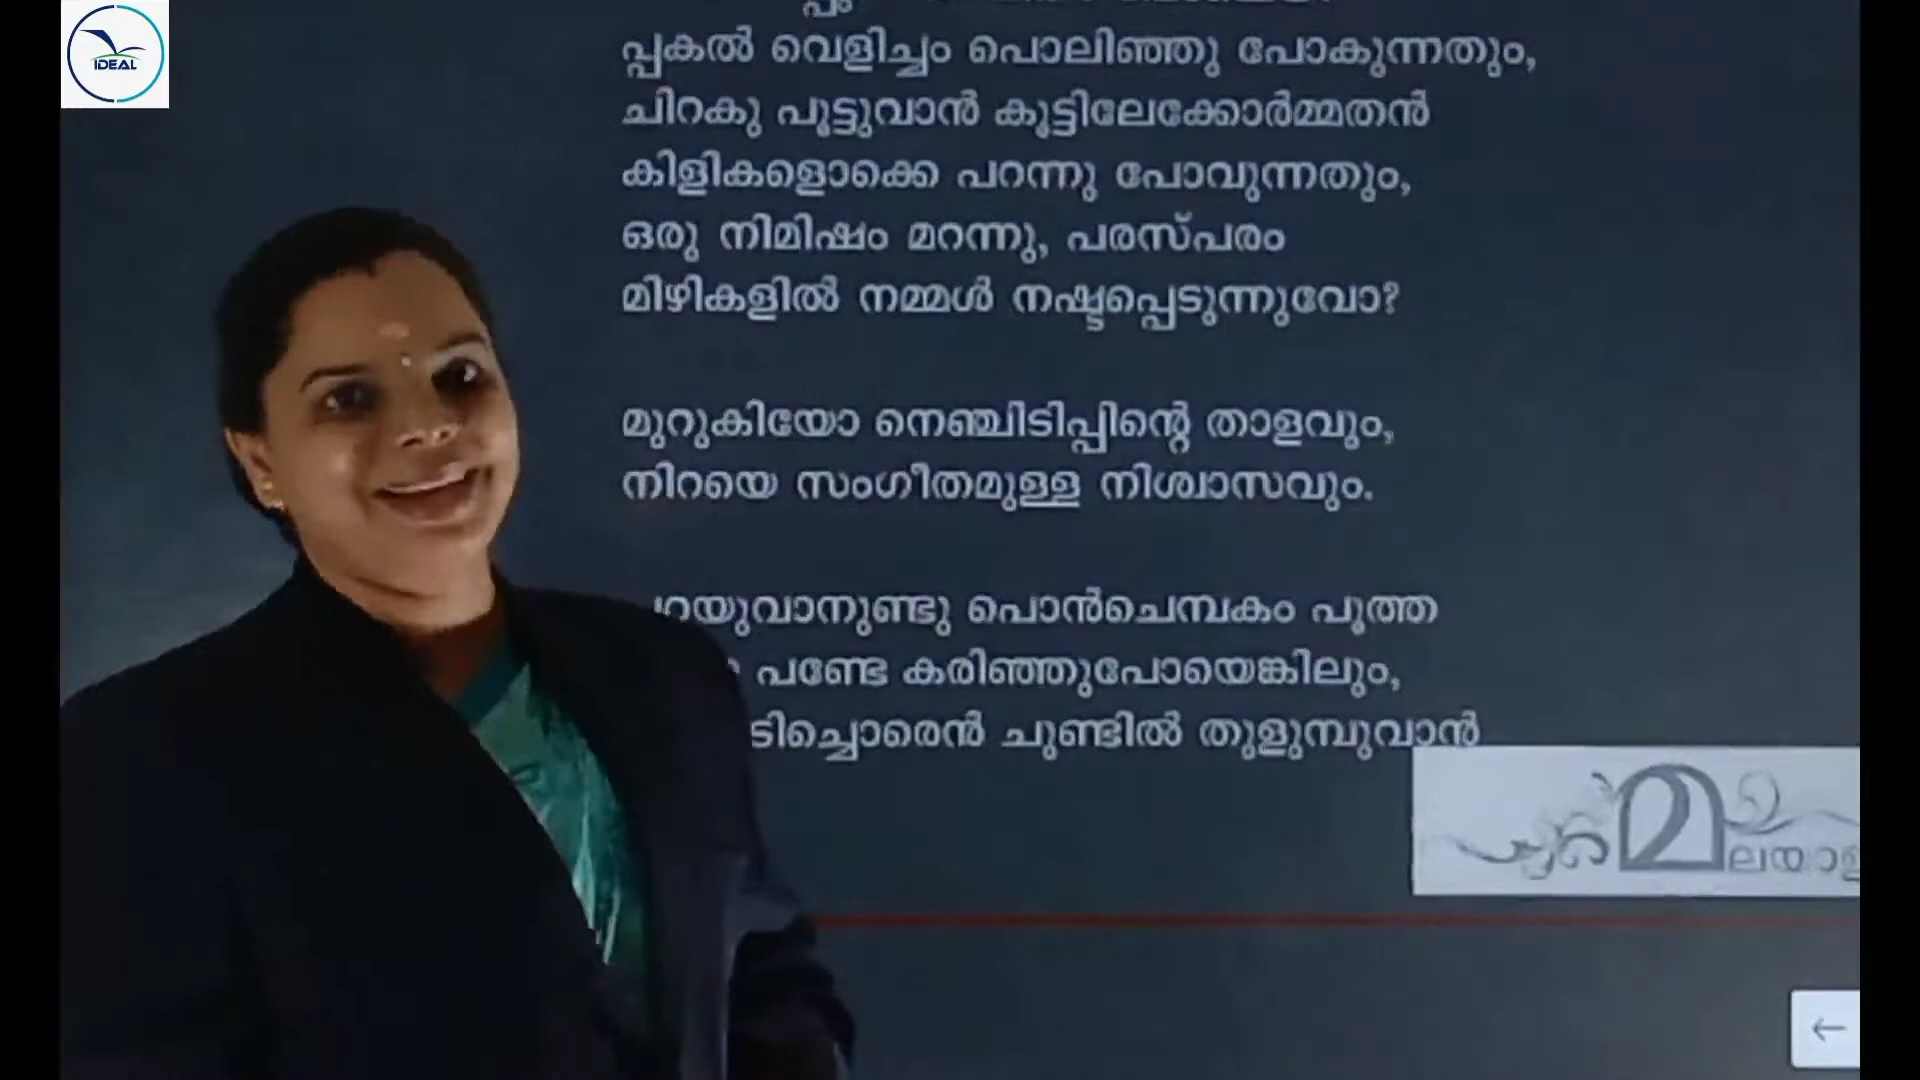 IDEAL
പ്പകൽ വെളിച്ചം പൊലിഞ്ഞു പോകുന്നതും,
ചിറകു പൂട്ടുവാൻ കൂട്ടിലേക്കോർമ്മതൻ
കിളികളൊക്കെ പറന്നു പോവുന്നതും,
ഒരു നിമിഷം മറന്നു, പരസ്പരം
മിഴികളിൽ നമ്മൾ നഷ്ടപ്പെടുന്നുവോ?
മുറുകിയോ നെഞ്ചിടിപ്പിന്റെ താളവും,
നിറയെ സംഗീതമുള്ള നിശ്വാസവും.
പൊൻചെമ്പകം പൂത്ത
പണ്ടേ കരിഞ്ഞുപോയെങ്കിലും,
ചുണ്ടിൽ തുളുമ്പുവാൻ